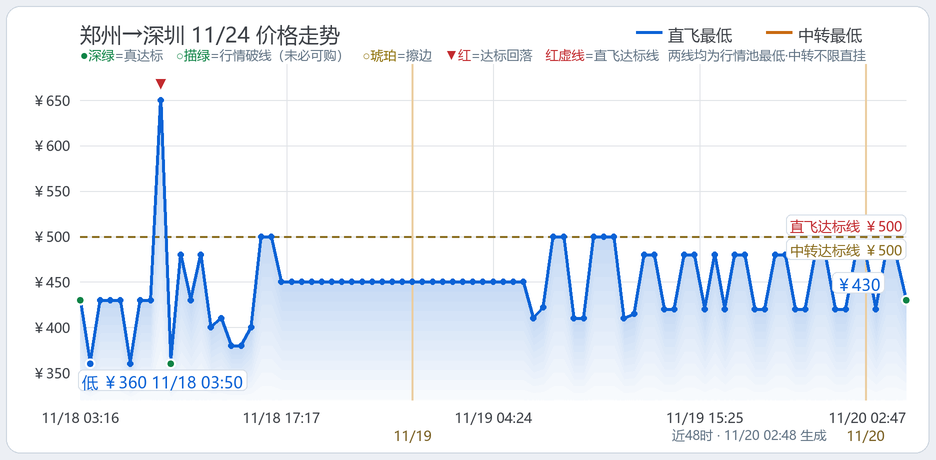 郑州→深圳 11/24 价格走势
直飞最低
中转最低
●深绿=真达标 ○描绿=行情破线（未必可购） ○琥珀=擦边 ▼红=达标回落 红虚线=直飞达标线 两线均为行情池最低·中转不限直挂
￥650
￥600
￥550
￥500
￥450
￥400
￥350
直飞达标线 ￥500
中转达标线 ￥500
￥430
低 ￥360 11/18 03:50
11/18 03:16
11/18 17:17
11/19 04:24
11/19 15:25
11/20 02:47
11/19
近48时 · 11/20 02:48 生成
11/20